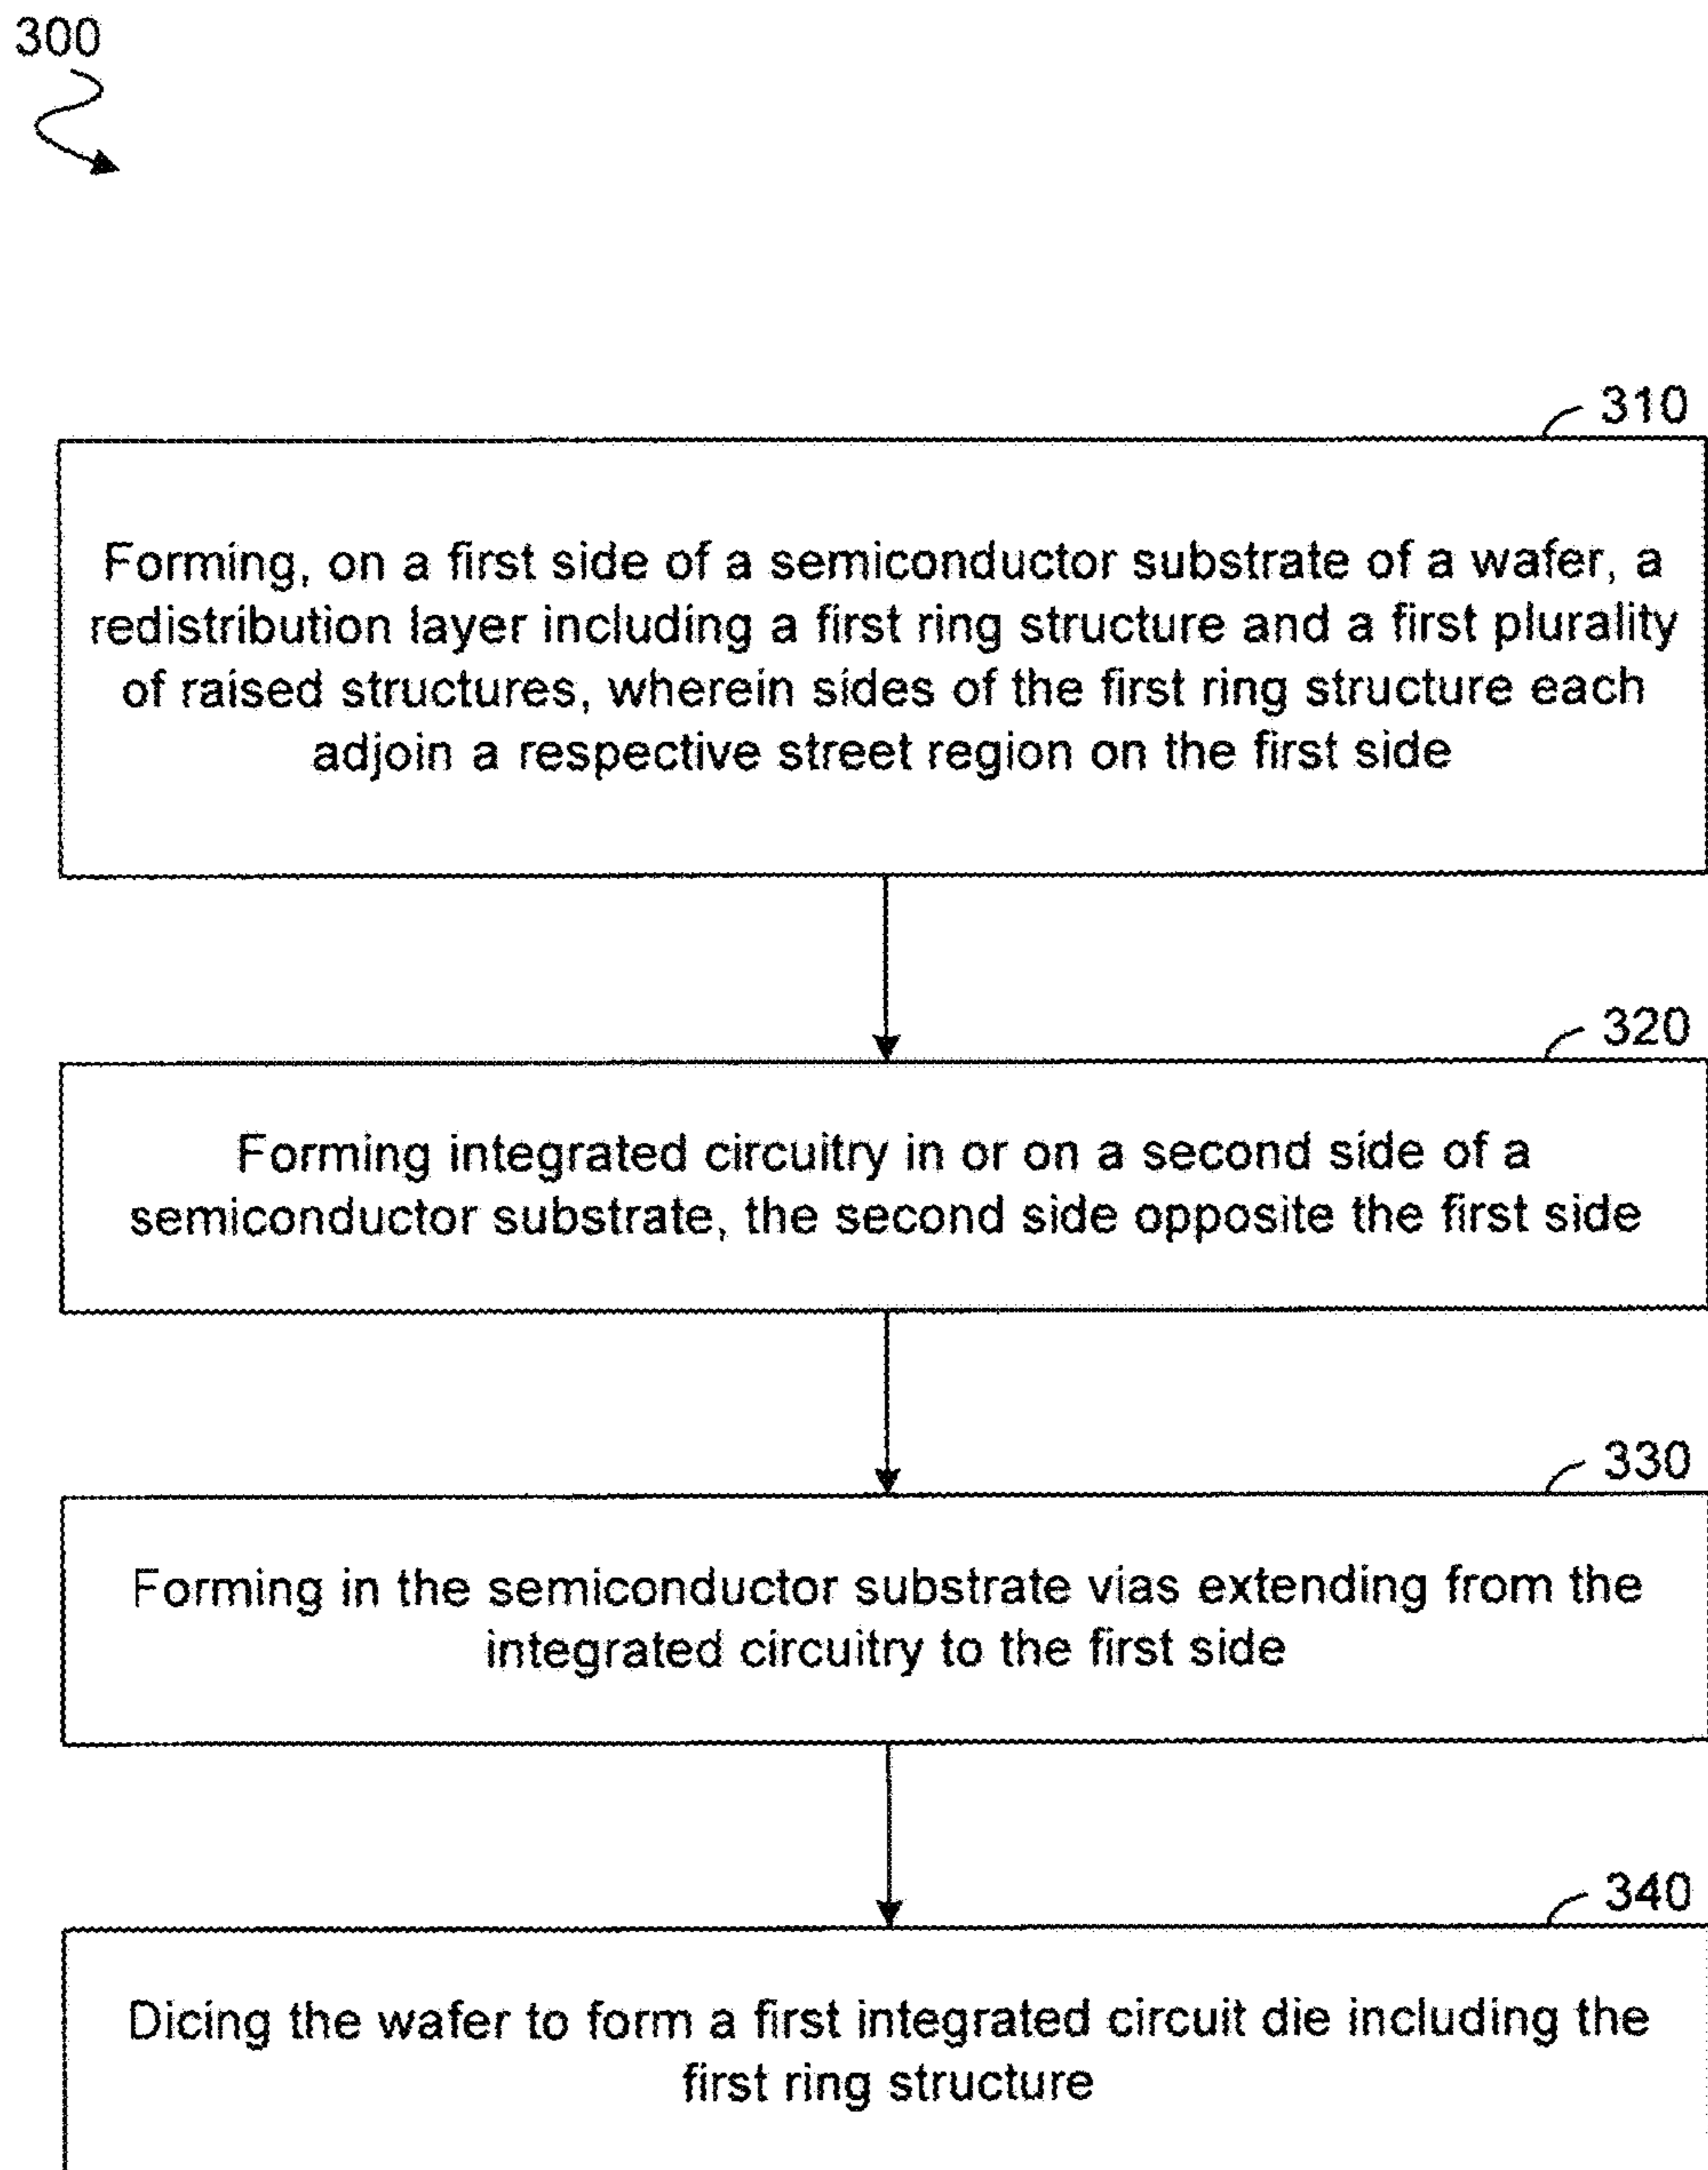 300
310
Forming, on a first side of a semiconductor substrate of a wafer, a
redistribution layer including a first ring structure and a first plurality
of raised structures, wherein sides of the first ring structure each
adjoin a respective street region on the first side
320
Forming integrated circuitry in or on a second side of a
semiconductor substrate, the second side opposite the first side
330
Forming in the semiconductor substrate vias extending from the
integrated circuitry to the first side
340
Dicing the wafer to form a first integrated circuit die including the
first ring structure